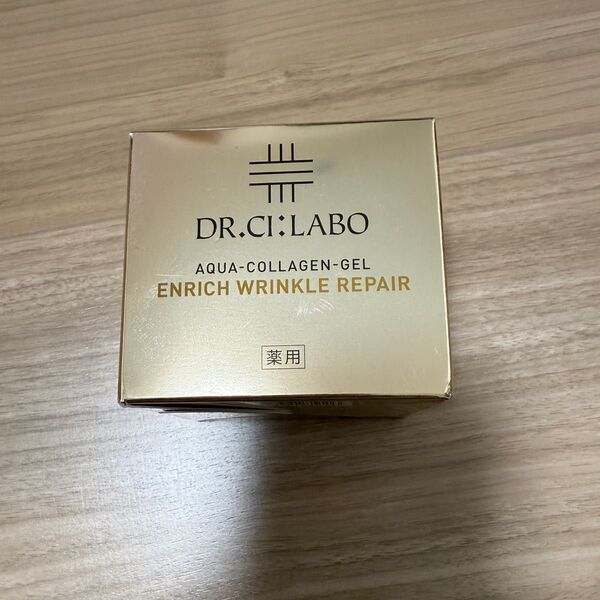 DR.CI:LABO
AQUA-COLLAGEN-GEL
ENRICH WRINKLE REPAIR
薬用